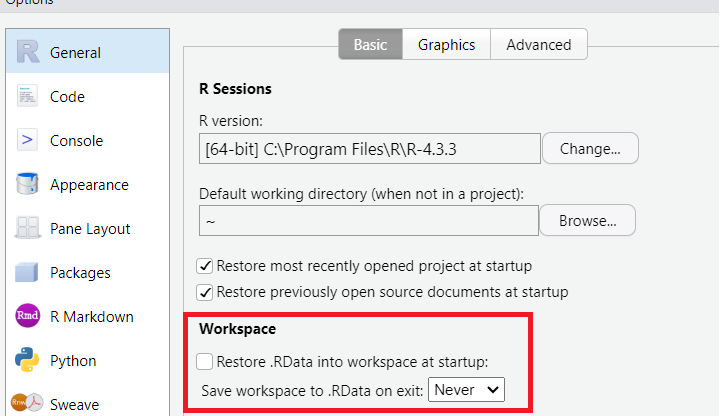 Options
General
Code
Console
Appearance
Pane Layout
Packages
Rmd R Markdown
Python
Sweave
Basic Graphics Advanced
R Sessions
R version:
[64-bit] C:\Program Files\R\R-4.3.3 Change...
Default working directory (when not in a project):
~ Browse...
Restore most recently opened project at startup
Restore previously open source documents at startup
Workspace
Restore .RData into workspace at startup:
Save workspace to .RData on exit: Never